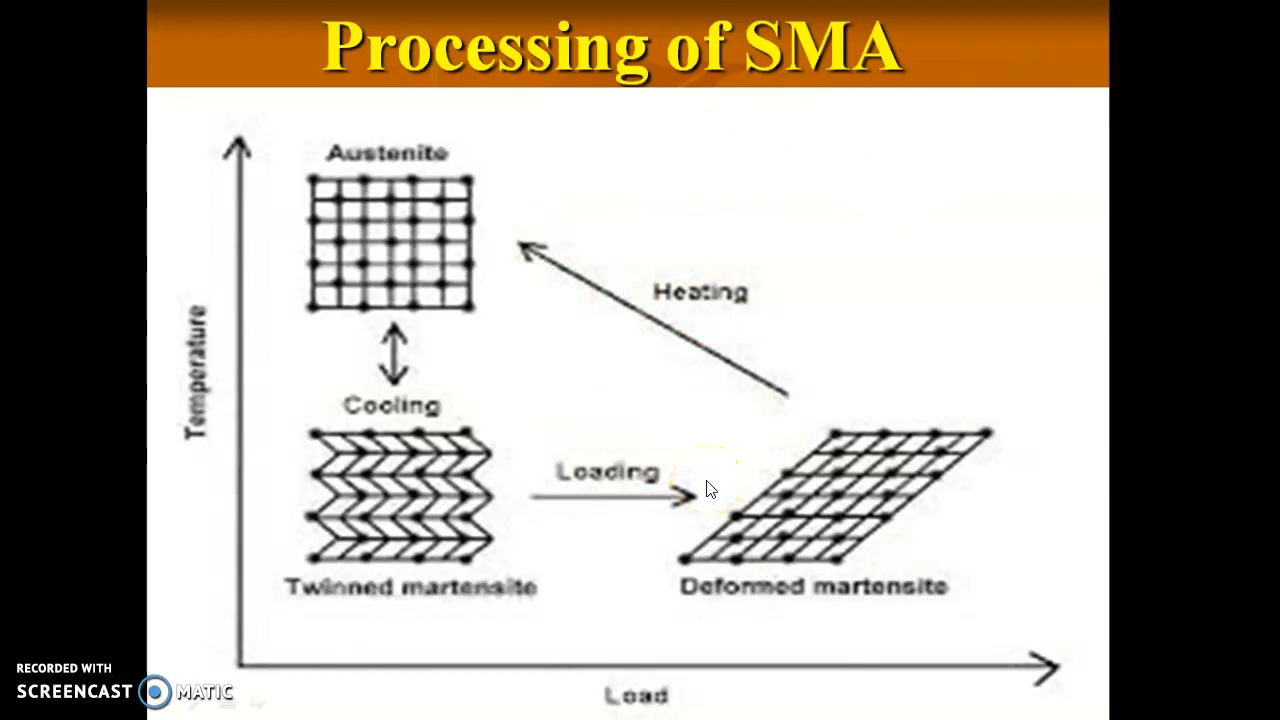 Processing of SMA
Austenite
Heating
Temperature
Cooling
Loading
Twinned martensite
Deformed martensite
Load
RECORDED WITH
SCREENCAST MATIC